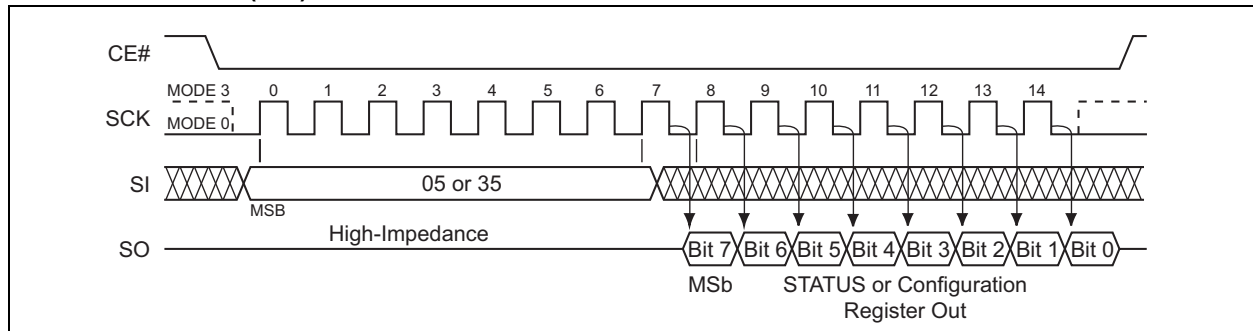 CE#
MODE 3 0 1 2 3 4 5 6 7 8 9 10 11 12 13 14
SCK
MODE 0
SI 05 or 35
MSB
High-Impedance
SO Bit 7 Bit 6 Bit 5 Bit 4 Bit 3 Bit 2 Bit 1 Bit 0
MSb STATUS or Configuration
Register Out